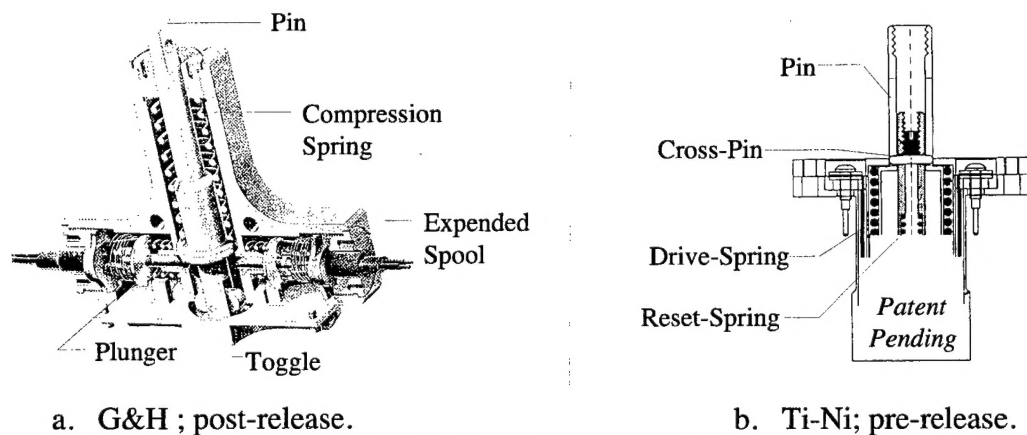 Pin
Compression
Spring
Expended
Spool
Plunger
Toggle
a. G&H ; post-release.
Pin
Cross-Pin
Drive-Spring
Reset-Spring
Patent
Pending
b. Ti-Ni; pre-release.